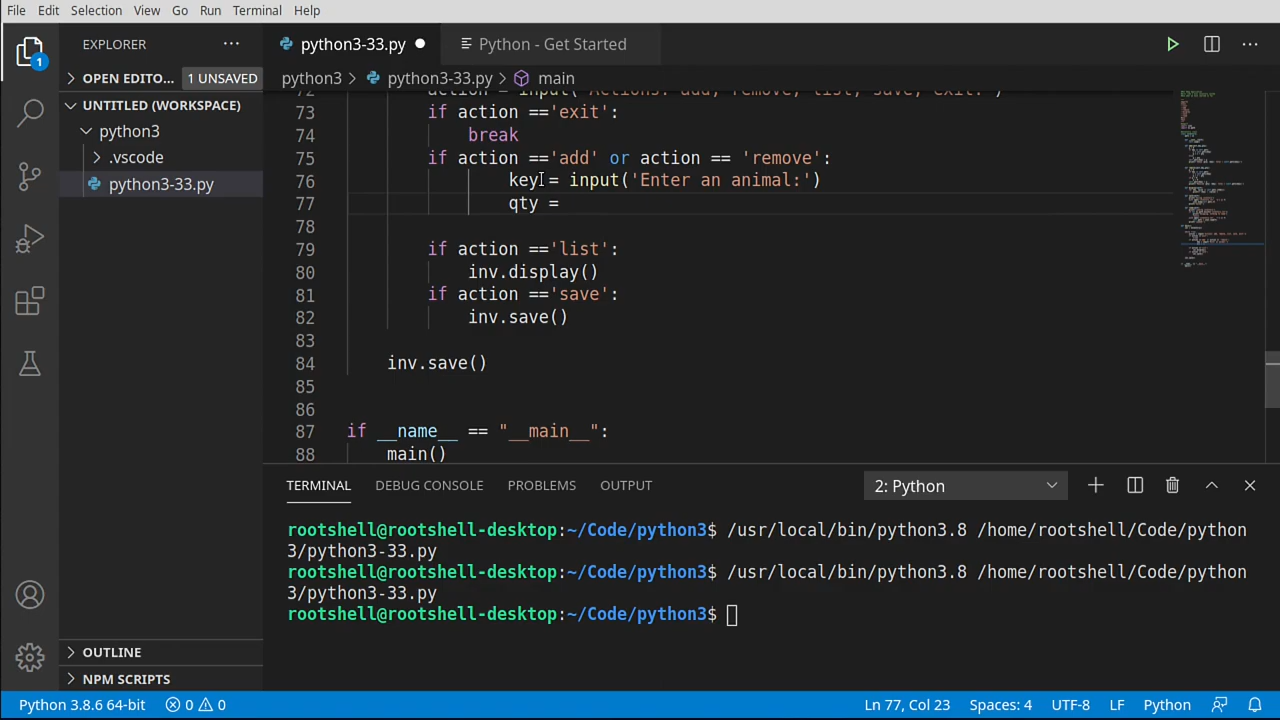 File Edit Selection View Go Run Terminal Help
EXPLORER ...
python3-33.py ●
Python - Get Started
OPEN EDITO... 1 UNSAVED
python3 > python3-33.py > main
UNTITLED (WORKSPACE)
python3
.vscode
python3-33.py
1
72 action = input('Actions: add, remove, list, save, exit: ')
73 if action =='exit':
74 break
75 if action =='add' or action == 'remove':
76 key = input('Enter an animal:')
77 qty =
78
79 if action =='list':
80 inv.display()
81 if action =='save':
82 inv.save()
83
84 inv.save()
85
86
87 if __name__ == "__main__":
88 main()
TERMINAL DEBUG CONSOLE PROBLEMS OUTPUT 2: Python
rootshell@rootshell-desktop:~/Code/python3$ /usr/local/bin/python3.8 /home/rootshell/Code/python
3/python3-33.py
rootshell@rootshell-desktop:~/Code/python3$ /usr/local/bin/python3.8 /home/rootshell/Code/python
3/python3-33.py
rootshell@rootshell-desktop:~/Code/python3$
OUTLINE
NPM SCRIPTS
Python 3.8.6 64-bit 0 0 Ln 77, Col 23 Spaces: 4 UTF-8 LF Python